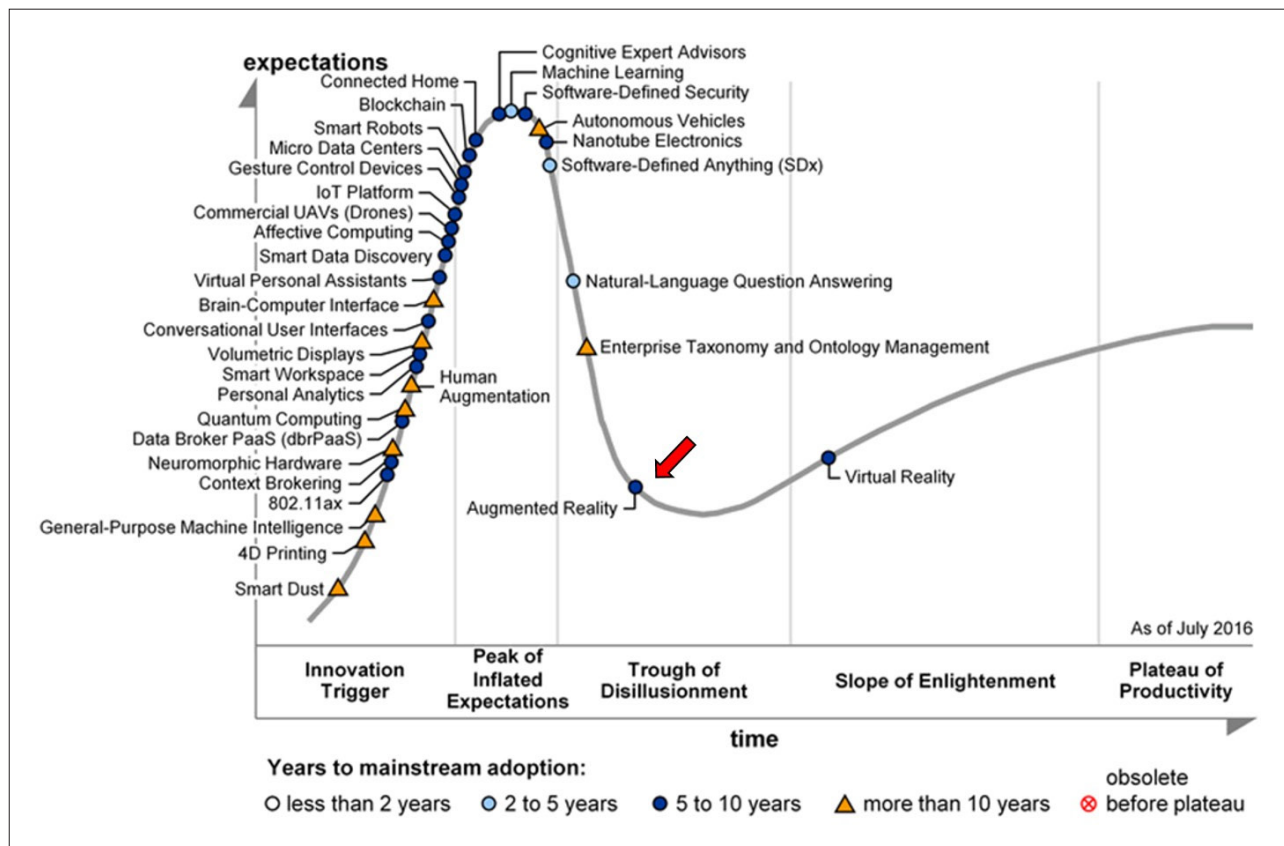 expectations
Cognitive Expert Advisors
Machine Learning
Connected Home
Software-Defined Security
Blockchain
Autonomous Vehicles
Smart Robots
Nanotube Electronics
Micro Data Centers
Software-Defined Anything (SDx)
Gesture Control Devices
IoT Platform
Commercial UAVs (Drones)
Affective Computing
Smart Data Discovery
Virtual Personal Assistants
Natural-Language Question Answering
Brain-Computer Interface
Conversational User Interfaces
Volumetric Displays
Enterprise Taxonomy and Ontology Management
Smart Workspace
Personal Analytics
Human
Augmentation
Quantum Computing
Data Broker PaaS (dbrPaaS)
Neuromorphic Hardware
Context Brokering
802.11ax
Virtual Reality
Augmented Reality
General-Purpose Machine Intelligence
4D Printing
Smart Dust
As of July 2016
Innovation
Trigger
Peak of
Inflated
Expectations
Trough of
Disillusionment
Slope of Enlightenment
Plateau of
Productivity
time
Years to mainstream adoption:
less than 2 years
2 to 5 years
5 to 10 years
more than 10 years
obsolete
before plateau